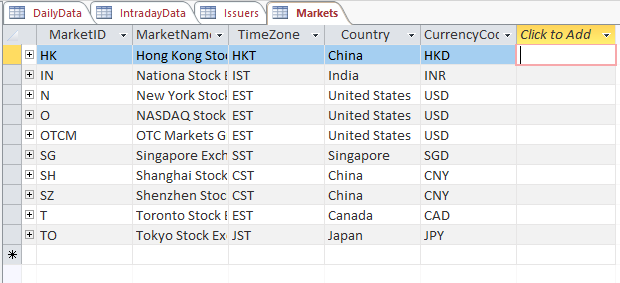 DailyData IntradayData Issuers Markets
MarketID MarketName TimeZone Country CurrencyCod Click to Add
HK Hong Kong Stoc HKT China HKD
IN Nationa Stock E IST India INR
N New York Stock EST United States USD
O NASDAQ Stock EST United States USD
OTCM OTC Markets G EST United States USD
SG Singapore Exch SST Singapore SGD
SH Shanghai Stock CST China CNY
SZ Shenzhen Stoc CST China CNY
T Toronto Stock E EST Canada CAD
TO Tokyo Stock Exc JST Japan JPY